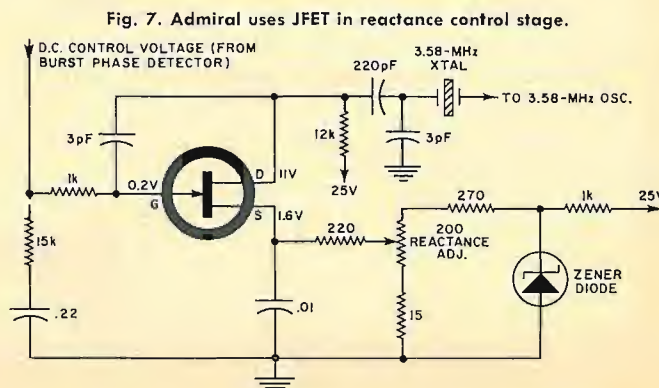 Fig. 7. Admiral uses JFET in reactance control stage.
D.C. CONTROL VOLTAGE (FROM
BURST PHASE DETECTOR)
3.58-MHz
XTAL
220pF
TO 3.58-MHz OSC.
3pF
12k
3pF
25V
1k
0.2V
G
D
11V
S
1.6V
15k
220
200
REACTANCE
ADJ.
270
1k
25V
ZENER
DIODE
.22
.01
15